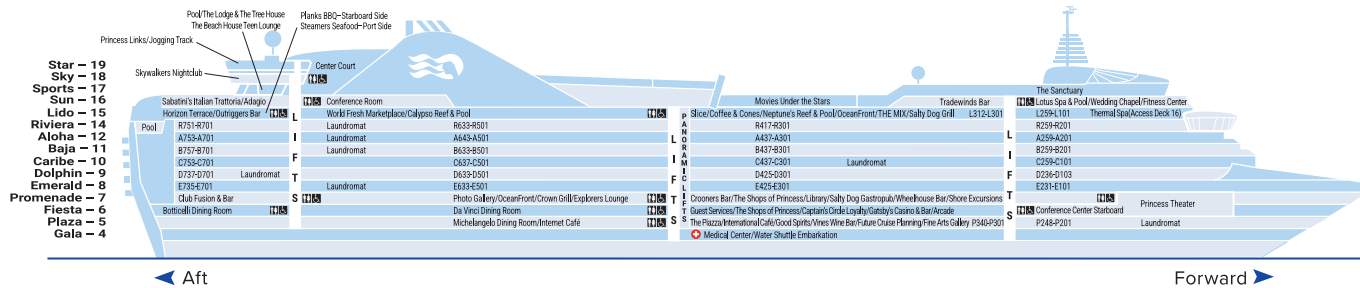 Pool/The Lodge & The Tree House
The Beach House Teen Lounge
Planks BBQ–Starboard Side
Steamers Seafood–Port Side
Princess Links/Jogging Track
Skywalkers Nightclub
Center Court
Star – 19
Sky – 18
Sports – 17
The Sanctuary
Sun – 16 Sabatini's Italian Trattoria/Adagio Conference Room Movies Under the Stars Tradewinds Bar Lotus Spa & Pool/Wedding Chapel/Fitness Center
Lido – 15 Horizon Terrace/Outriggers Bar World Fresh Marketplace/Calypso Reef & Pool Slice/Coffee & Cones/Neptune's Reef & Pool/OceanFront/THE MIX/Salty Dog Grill L312-L301 L259-L101 Thermal Spa(Access Deck 16)
Riviera – 14 Pool R751-R701 Laundromat R633-R501 R417-R301 R259-R201
Aloha – 12 A753-A701 Laundromat A643-A501 A437-A301 A259-A201
Baja – 11 B757-B701 Laundromat B633-B501 B437-B301 B259-B201
Caribe – 10 C753-C701 C637-C501 C437-C301 Laundromat C259-C101
Dolphin – 9 D737-D701 Laundromat D633-D501 D425-D301 D236-D103
Emerald – 8 E735-E701 Laundromat E633-E501 E425-E301 E231-E101
Promenade – 7 Club Fusion & Bar Photo Gallery/OceanFront/Crown Grill/Explorers Lounge Crooners Bar/The Shops of Princess/Library/Salty Dog Gastropub/Wheelhouse Bar/Shore Excursions Princess Theater
Fiesta – 6 Botticelli Dining Room Da Vinci Dining Room Guest Services/The Shops of Princess/Captain's Circle Loyalty/Gatsby's Casino & Bar/Arcade Conference Center Starboard
Plaza – 5 Michelangelo Dining Room/Internet Café The Piazza/International Café/Good Spirits/Vines Wine Bar/Future Cruise Planning/Fine Arts Gallery P340-P301 P248-P201 Laundromat
Gala – 4 Medical Center/Water Shuttle Embarkation
LIFTS
LIFTS
PANORAMIC LIFTS
LIFTS
Aft
Forward